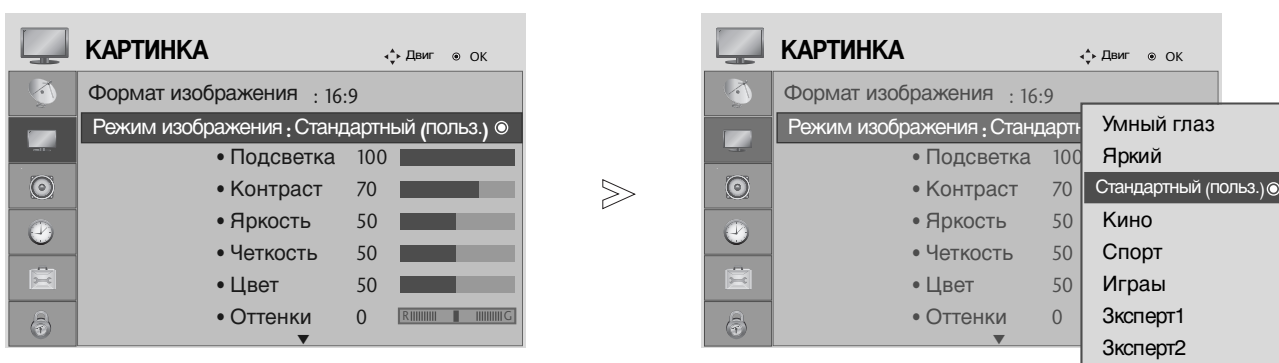 КАРТИНКА
Двиг ОК
Формат изображения : 16:9
Режим изображения : Стандартный (польз.)
• Подсветка 100
• Контраст 70
• Яркость 50
• Четкость 50
• Цвет 50
• Оттенки 0 R G
КАРТИНКА
Двиг ОК
Формат изображения : 16:9
Режим изображения : Стандартн
• Подсветка 100
• Контраст 70
• Яркость 50
• Четкость 50
• Цвет 50
• Оттенки 0
Умный глаз
Яркий
Стандартный (польз.)
Кино
Спорт
Играы
Зксперт1
Зксперт2